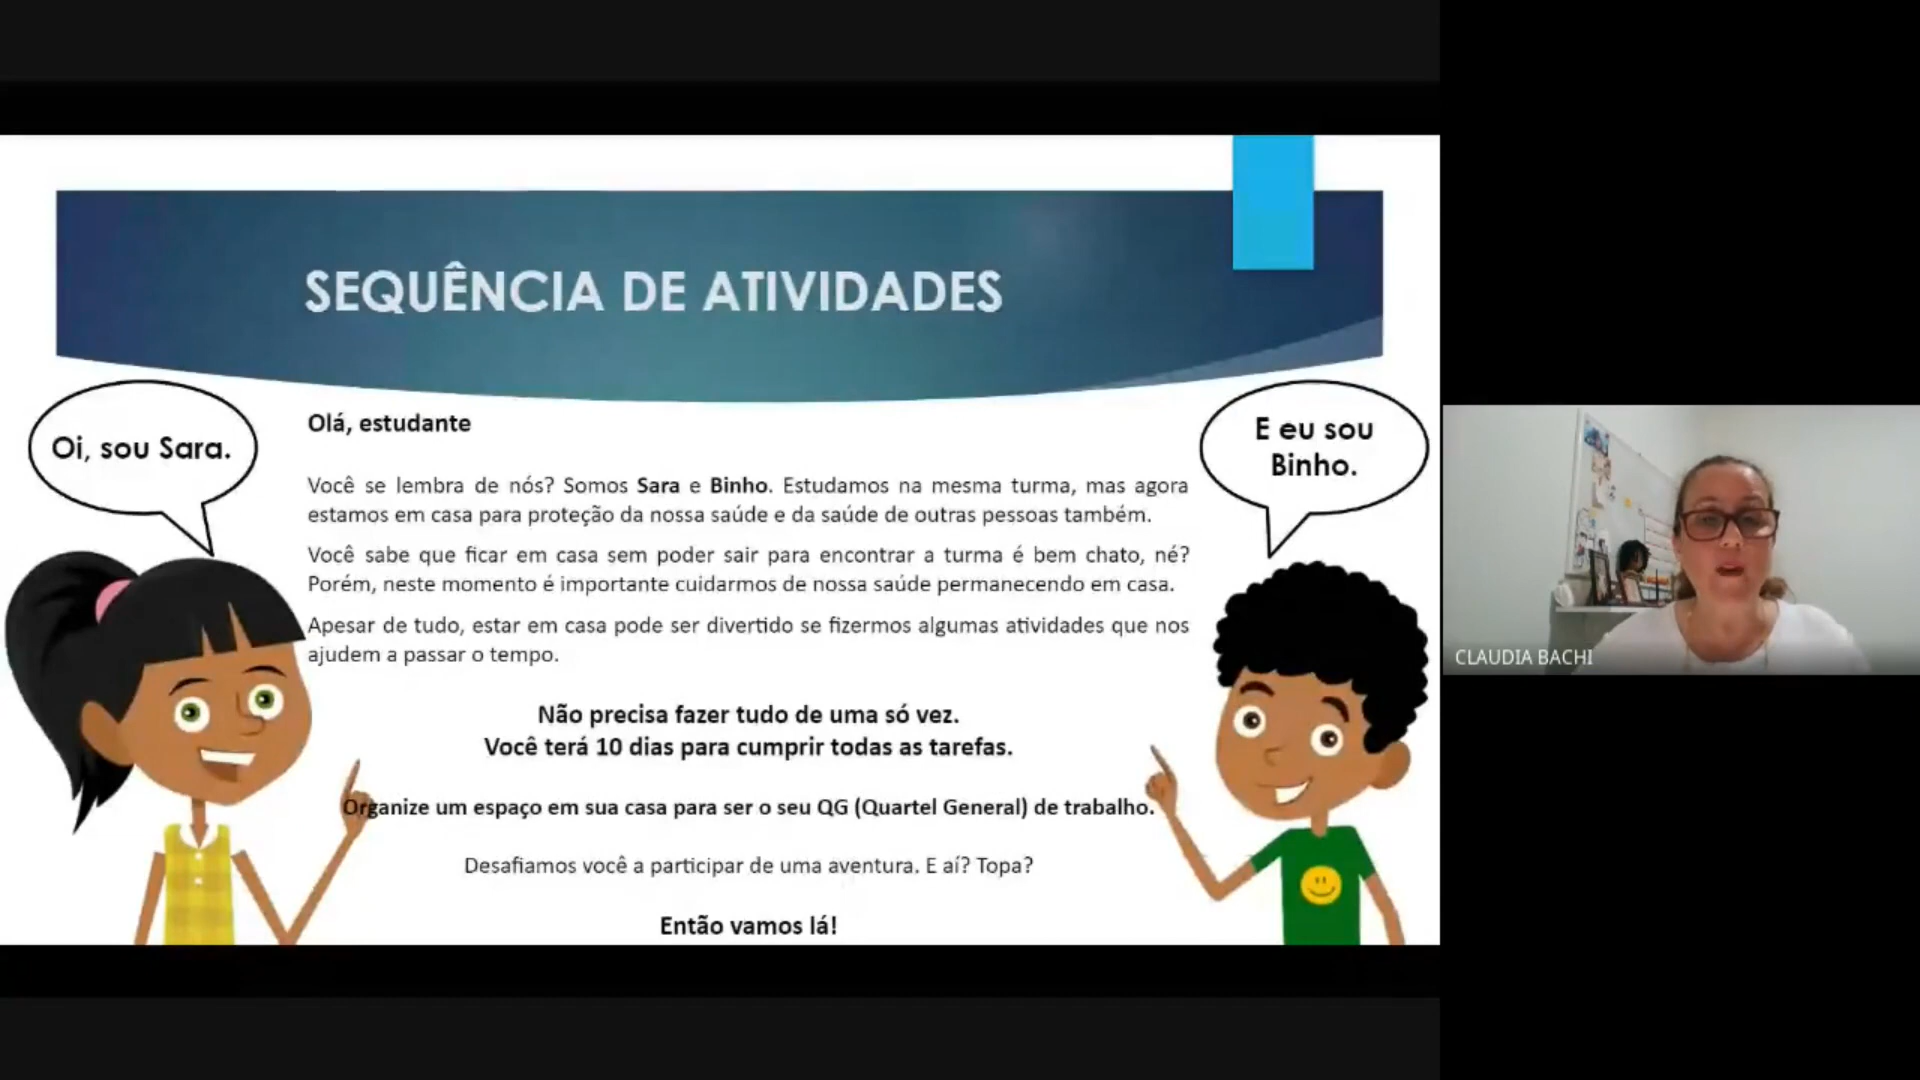 SEQUÊNCIA DE ATIVIDADES
Oi, sou Sara.
E eu sou
Binho.
Olá, estudante
Você se lembra de nós? Somos Sara e Binho. Estudamos na mesma turma, mas agora
estamos em casa para proteção da nossa saúde e da saúde de outras pessoas também.
Você sabe que ficar em casa sem poder sair para encontrar a turma é bem chato, né?
Porém, neste momento é importante cuidarmos de nossa saúde permanecendo em casa.
Apesar de tudo, estar em casa pode ser divertido se fizermos algumas atividades que nos
ajudem a passar o tempo.
Não precisa fazer tudo de uma só vez.
Você terá 10 dias para cumprir todas as tarefas.
Organize um espaço em sua casa para ser o seu QG (Quartel General) de trabalho.
Desafiamos você a participar de uma aventura. E aí? Topa?
Então vamos lá!
CLAUDIA BACHI